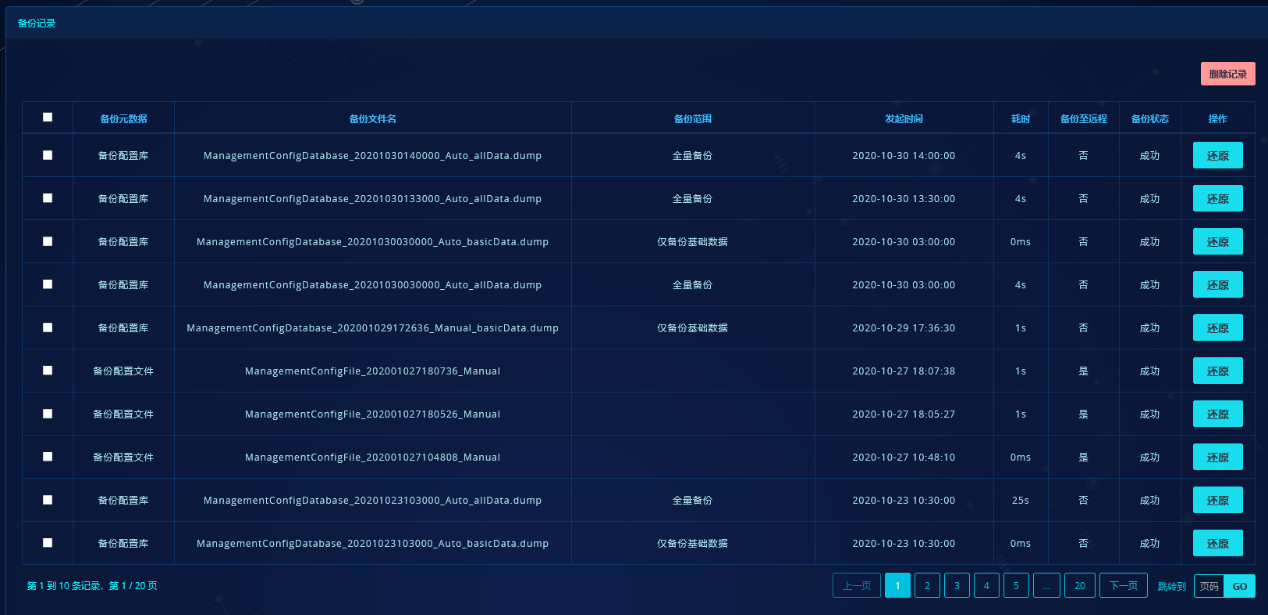 备份记录
删除记录
备份元数据 备份文件名 备份范围 发起时间 耗时 备份至远程 备份状态 操作
备份配置库 ManagementConfigDatabase_20201030140000_Auto_allData.dump 全量备份 2020-10-30 14:00:00 4s 否 成功 还原
备份配置库 ManagementConfigDatabase_20201030133000_Auto_allData.dump 全量备份 2020-10-30 13:30:00 4s 否 成功 还原
备份配置库 ManagementConfigDatabase_20201030030000_Auto_basicData.dump 仅备份基础数据 2020-10-30 03:00:00 0ms 否 成功 还原
备份配置库 ManagementConfigDatabase_20201030030000_Auto_allData.dump 全量备份 2020-10-30 03:00:00 4s 否 成功 还原
备份配置库 ManagementConfigDatabase_202001029172636_Manual_basicData.dump 仅备份基础数据 2020-10-29 17:36:30 1s 否 成功 还原
备份配置文件 ManagementConfigFile_202001027180736_Manual 2020-10-27 18:07:38 1s 是 成功 还原
备份配置文件 ManagementConfigFile_202001027180526_Manual 2020-10-27 18:05:27 1s 是 成功 还原
备份配置文件 ManagementConfigFile_202001027104808_Manual 2020-10-27 10:48:10 0ms 是 成功 还原
备份配置库 ManagementConfigDatabase_20201023103000_Auto_allData.dump 全量备份 2020-10-23 10:30:00 25s 否 成功 还原
备份配置库 ManagementConfigDatabase_20201023103000_Auto_basicData.dump 仅备份基础数据 2020-10-23 10:30:00 0ms 否 成功 还原
第 1 到 10 条记录，第 1 / 20 页 上一页 1 2 3 4 5 ... 20 下一页 跳转到 页码 GO